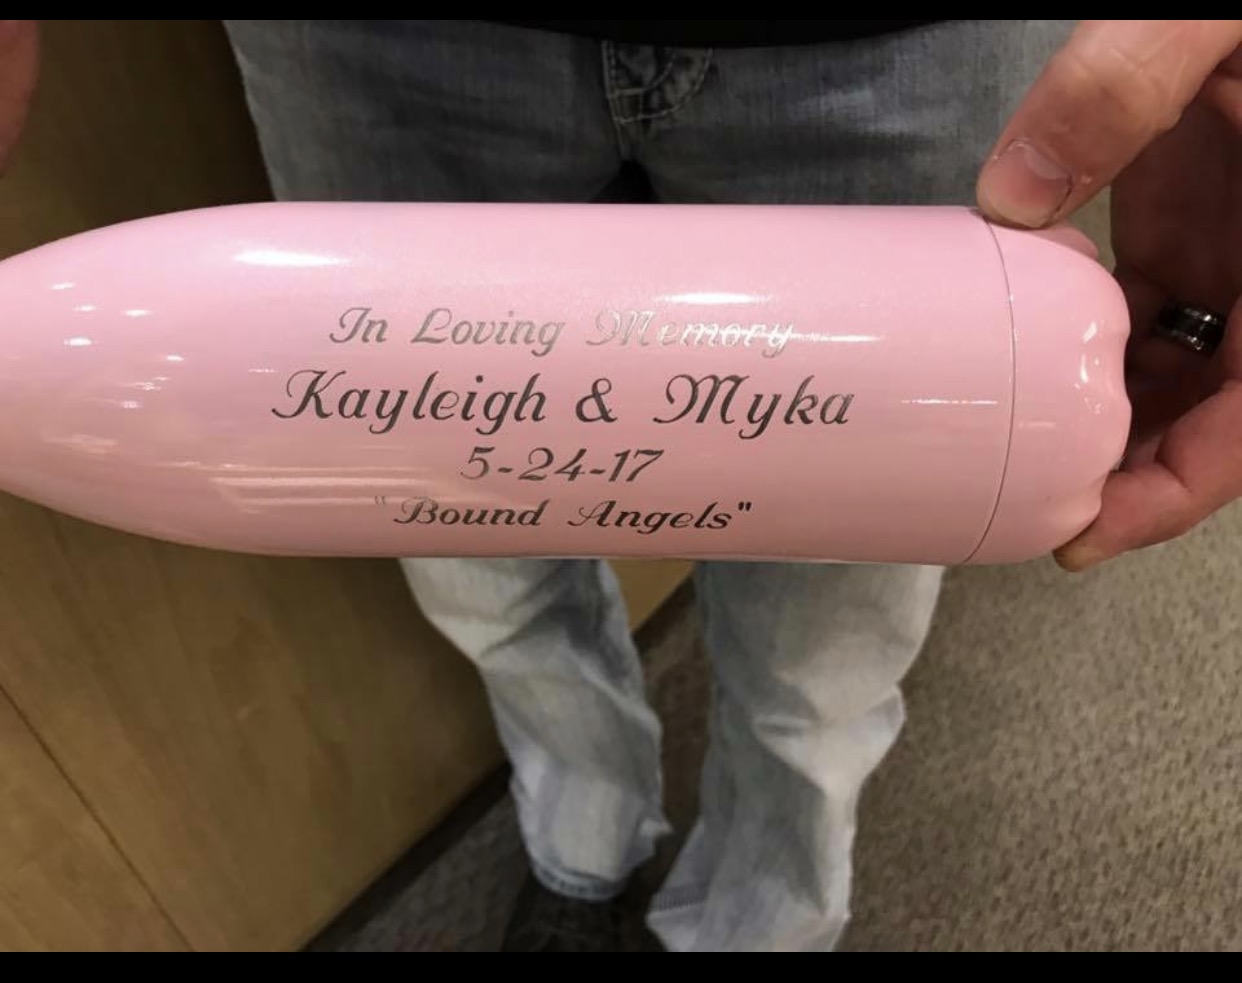 In Loving Memory
Kayleigh & Myka
5-24-17
"Bound Angels"